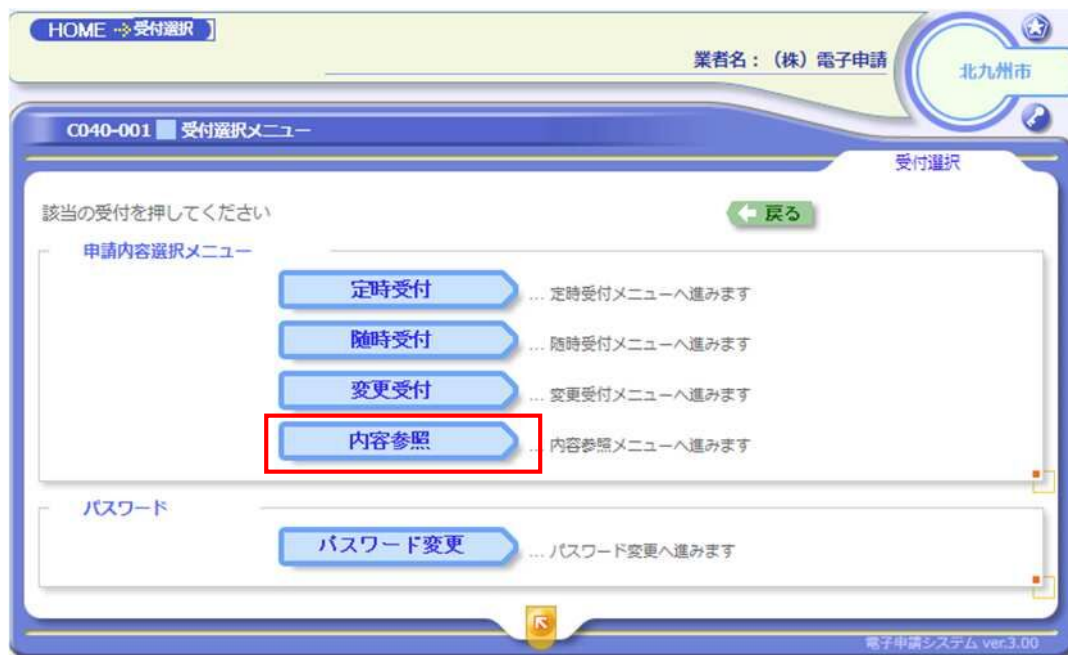 HOME 受付選択
業者名：（株）電子申請
北九州市
C040-001 受付選択メニュー
受付選択
該当の受付を押してください
戻る
申請内容選択メニュー
定時受付 ... 定時受付メニューへ進みます
随時受付 ... 随時受付メニューへ進みます
変更受付 ... 変更受付メニューへ進みます
内容参照 ... 内容参照メニューへ進みます
パスワード
パスワード変更 ... パスワード変更へ進みます
電子申請システム ver.3.00